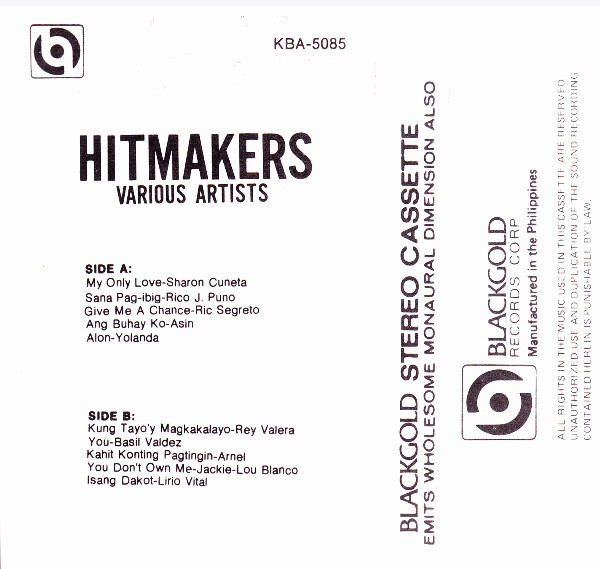 KBA-5085
HITMAKERS
VARIOUS ARTISTS
SIDE A:
My Only Love-Sharon Cuneta
Sana Pag-ibig-Rico J. Puno
Give Me A Chance-Ric Segreto
Ang Buhay Ko-Asin
Alon-Yolanda
SIDE B:
Kung Tayo'y Magkakalayo-Rey Valera
You-Basil Valdez
Kahit Konting Pagtingin-Arnel
You Don't Own Me-Jackie-Lou Blanco
Isang Dakot-Lirio Vital
BLACKGOLD STEREO CASSETTE
EMITS WHOLESOME MONAURAL DIMENSION ALSO
BLACKGOLD
RECORDS CORP
Manufactured in the Philippines
ALL RIGHTS IN THE MUSIC USED IN THIS CASSETTE ARE RESERVED
UNAUTHORIZED USE AND DUPLICATION OF THE SOUND RECORDING
CONTAINED HERLIN IS PUNISHABLE BY LAW.